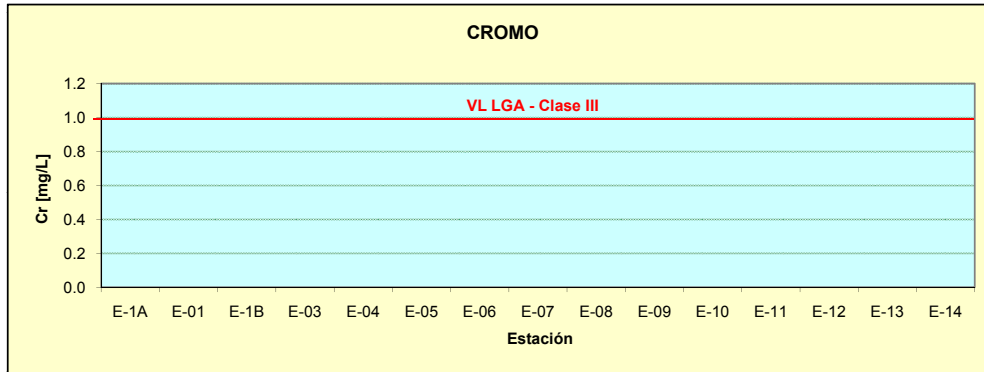 CROMO
VL LGA - Clase III
Cr [mg/L]
1.2
1.0
0.8
0.6
0.4
0.2
0.0
E-1A E-01 E-1B E-03 E-04 E-05 E-06 E-07 E-08 E-09 E-10 E-11 E-12 E-13 E-14
Estación